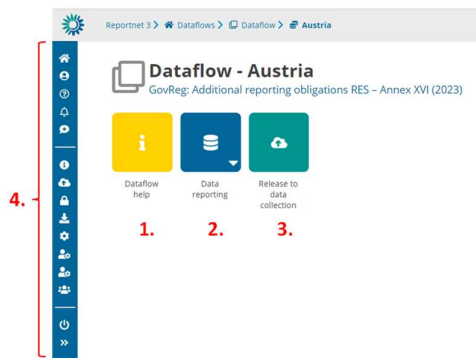 Reportnet 3 > Dataflows > Dataflow > Austria
Dataflow - Austria
GovReg: Additional reporting obligations RES – Annex XVI (2023)
Dataflow help
Data reporting
Release to data collection
1.
2.
3.
4.